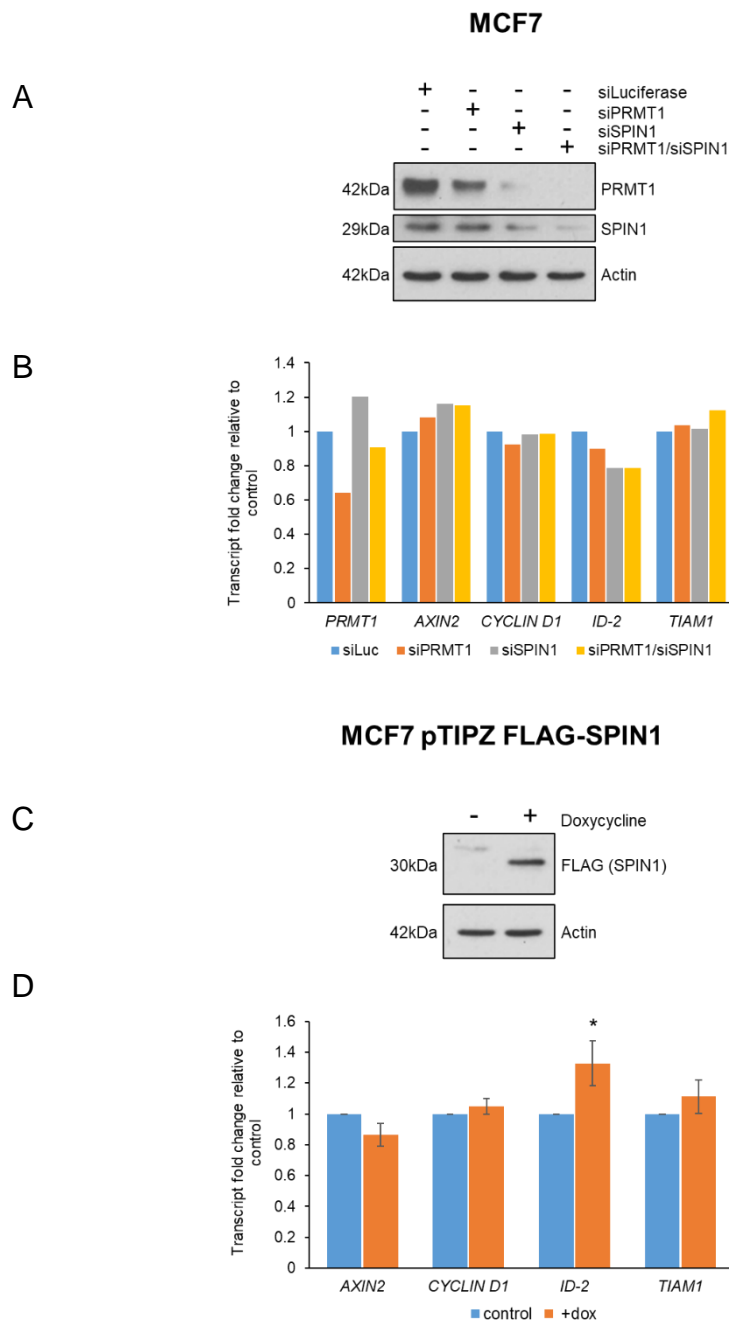 MCF7
A
+ - - - siLuciferase
- + - - siPRMT1
- - + - siSPIN1
- - - + siPRMT1/siSPIN1
42kDa PRMT1
29kDa SPIN1
42kDa Actin
B
Transcript fold change relative to
control
1.4
1.2
1
0.8
0.6
0.4
0.2
0
PRMT1 AXIN2 CYCLIN D1 ID-2 TIAM1
siLuc siPRMT1 siSPIN1 siPRMT1/siSPIN1
MCF7 pTIPZ FLAG-SPIN1
C
- + Doxycycline
30kDa FLAG (SPIN1)
42kDa Actin
D
Transcript fold change relative to
control
1.6
1.4
1.2
1
0.8
0.6
0.4
0.2
0
*
AXIN2 CYCLIN D1 ID-2 TIAM1
control +dox